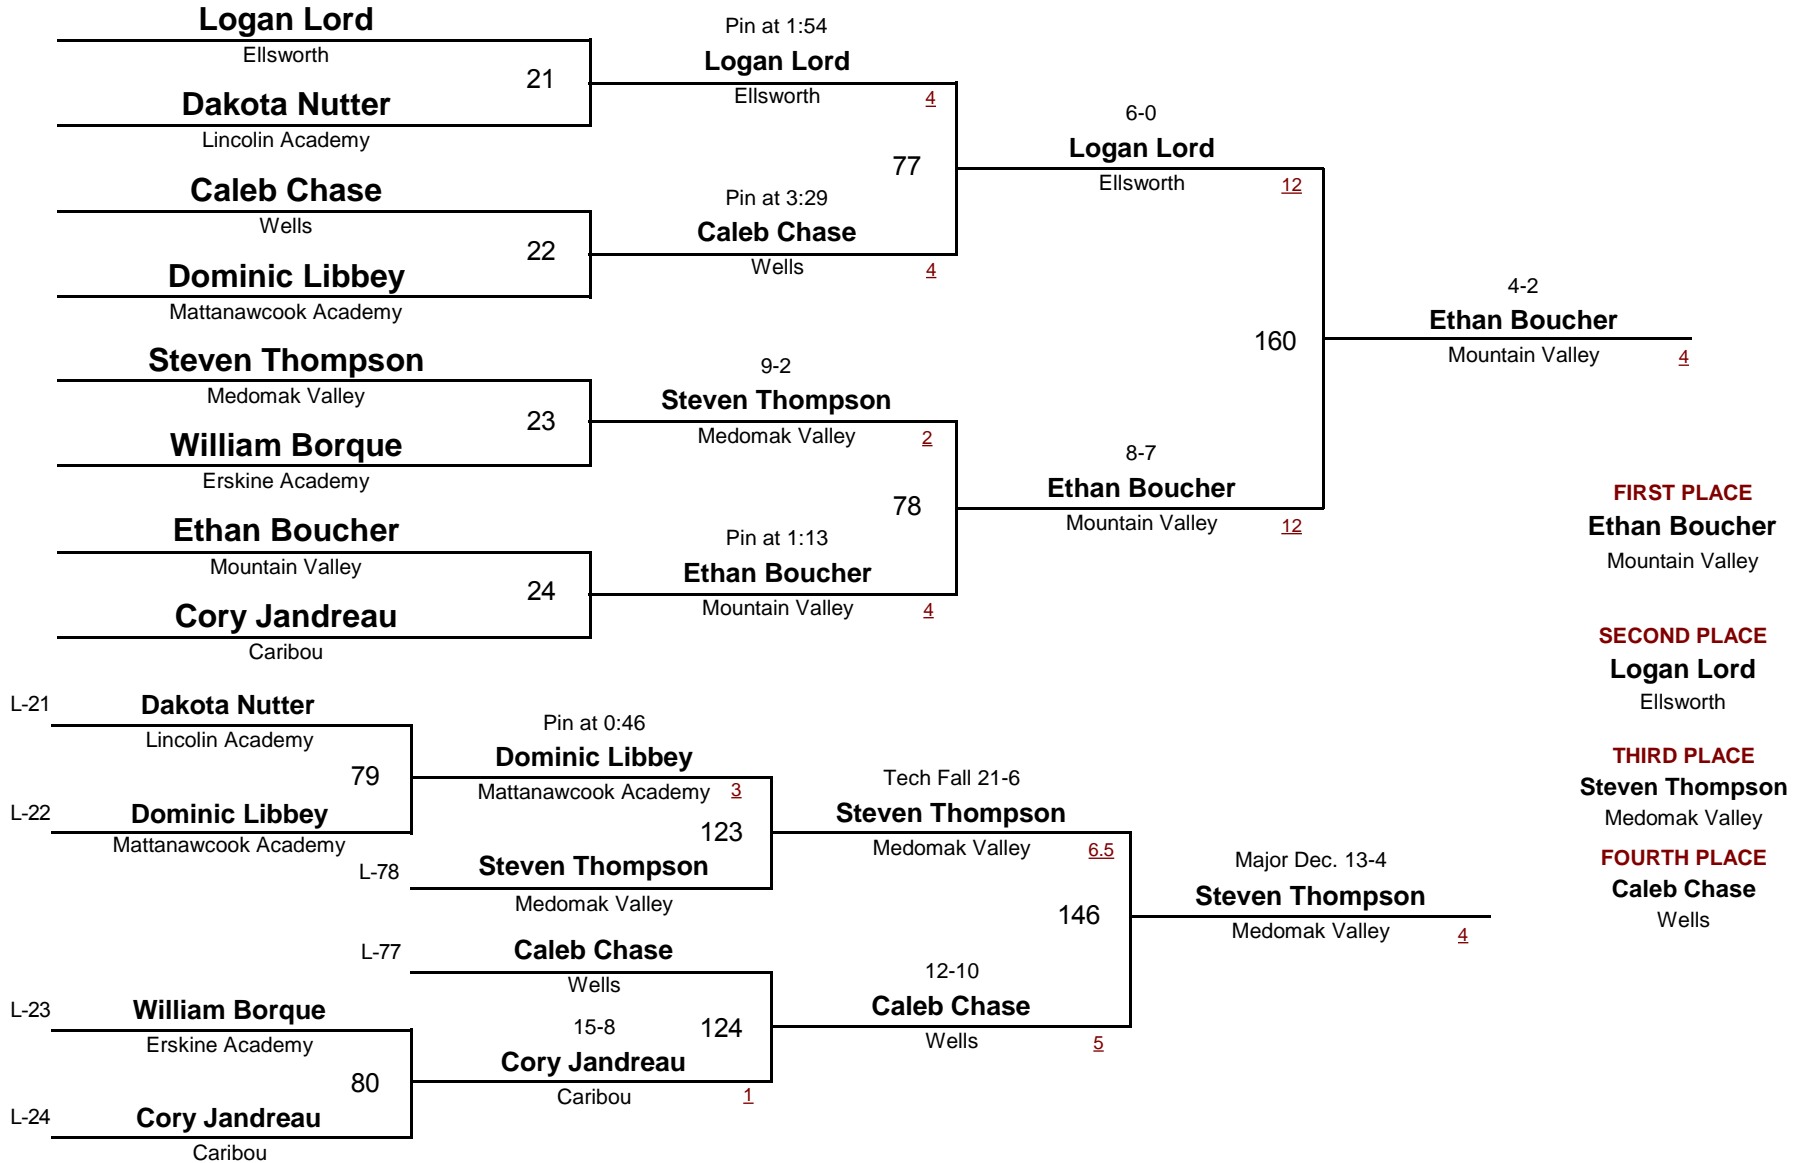 Logan Lord
Ellsworth
21
Dakota Nutter
Lincolin Academy
Caleb Chase
Wells
22
Dominic Libbey
Mattanawcook Academy
Steven Thompson
Medomak Valley
23
William Borque
Erskine Academy
Ethan Boucher
Mountain Valley
24
Cory Jandreau
Caribou
Pin at 1:54
Logan Lord
Ellsworth
4
77
Pin at 3:29
Caleb Chase
Wells
4
9-2
Steven Thompson
Medomak Valley
2
78
Pin at 1:13
Ethan Boucher
Mountain Valley
4
6-0
Logan Lord
Ellsworth
12
160
8-7
Ethan Boucher
Mountain Valley
12
4-2
Ethan Boucher
Mountain Valley
4
FIRST PLACE
Ethan Boucher
Mountain Valley
SECOND PLACE
Logan Lord
Ellsworth
THIRD PLACE
Steven Thompson
Medomak Valley
FOURTH PLACE
Caleb Chase
Wells
L-21
Dakota Nutter
Lincolin Academy
79
L-22
Dominic Libbey
Mattanawcook Academy
L-23
William Borque
Erskine Academy
80
L-24
Cory Jandreau
Caribou
Pin at 0:46
Dominic Libbey
Mattanawcook Academy
3
123
L-78
Steven Thompson
Medomak Valley
L-77
Caleb Chase
Wells
124
15-8
Cory Jandreau
Caribou
1
Tech Fall 21-6
Steven Thompson
Medomak Valley
6.5
146
12-10
Caleb Chase
Wells
5
Major Dec. 13-4
Steven Thompson
Medomak Valley
4